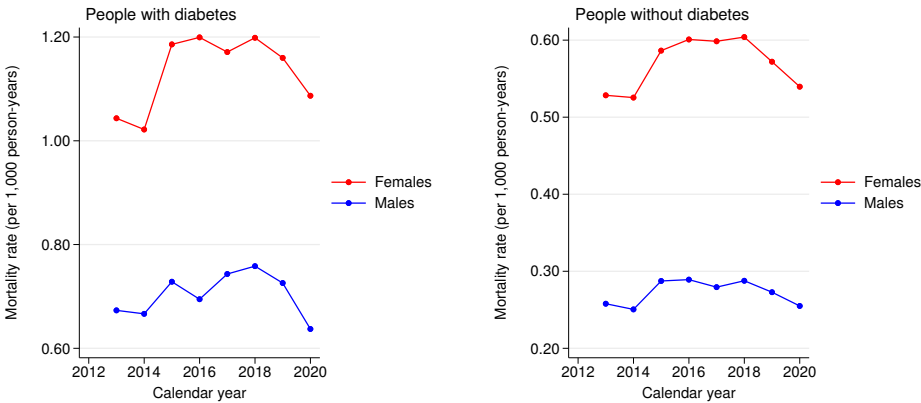 People with diabetes
Mortality rate (per 1,000 person-years)
1.20
1.00
0.80
0.60
2012 2014 2016 2018 2020
Calendar year
Females
Males
People without diabetes
Mortality rate (per 1,000 person-years)
0.60
0.50
0.40
0.30
0.20
2012 2014 2016 2018 2020
Calendar year
Females
Males